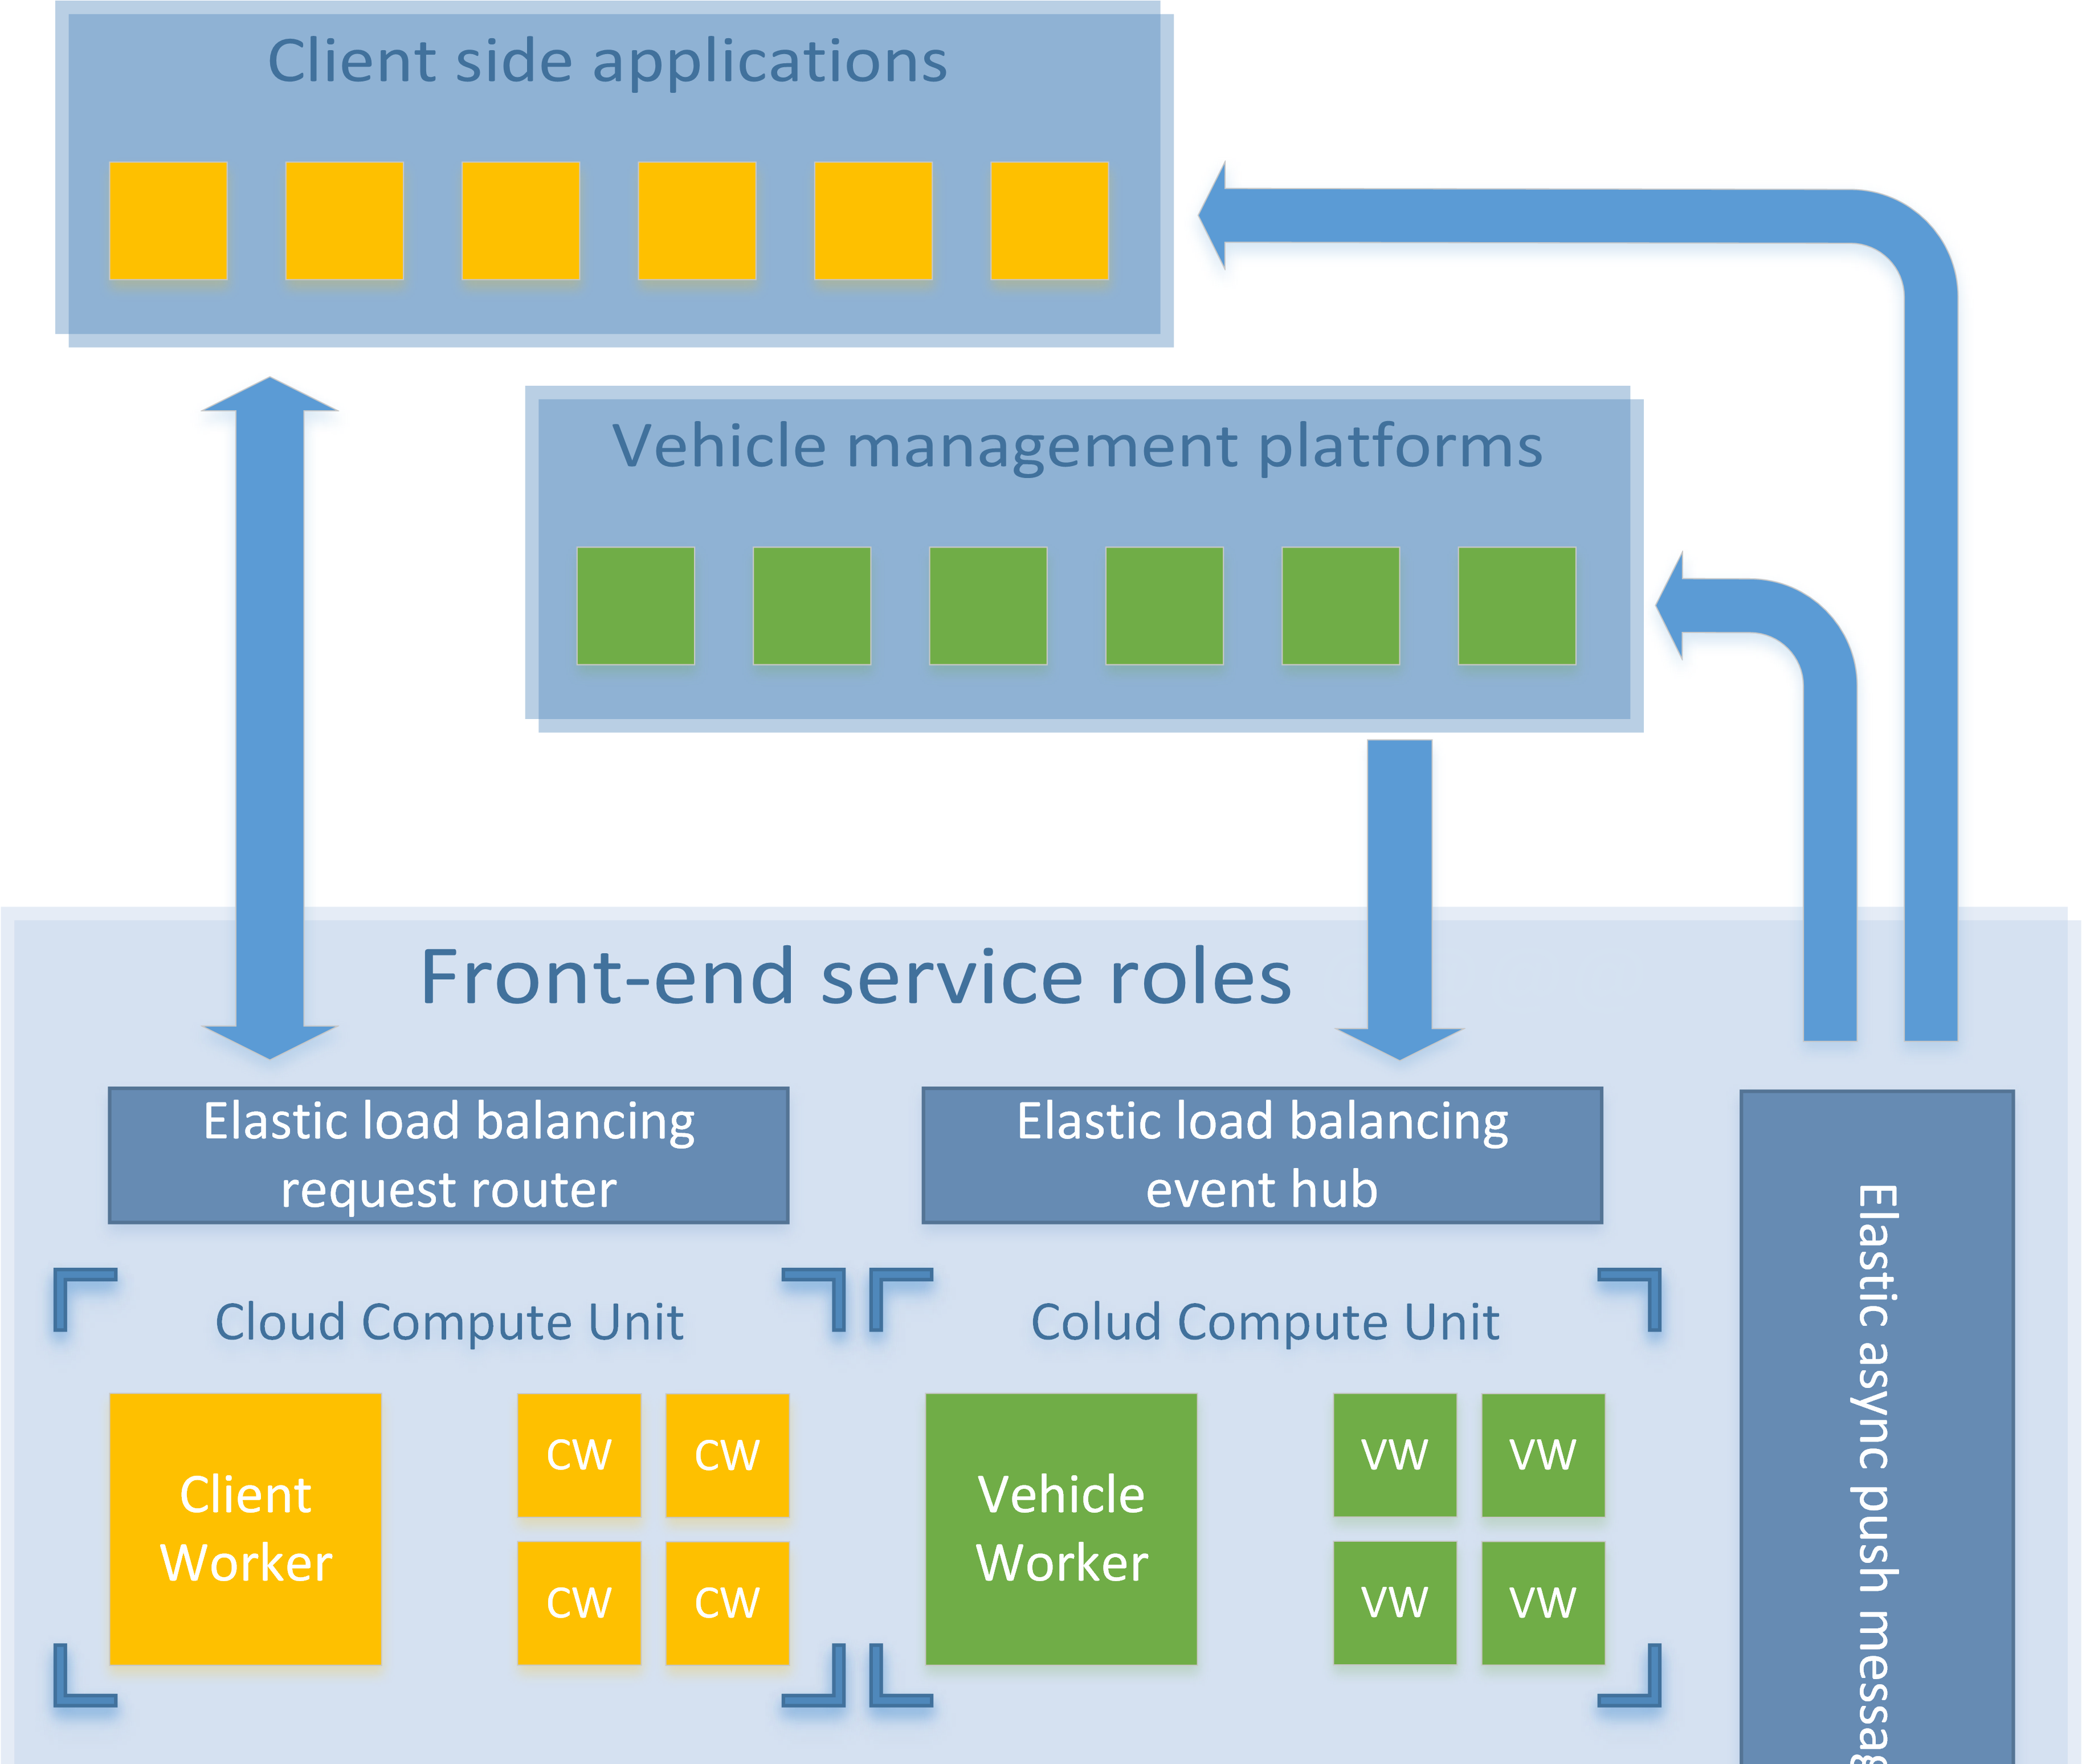 Client side applications
Vehicle management platforms
Front-end service roles
Elastic load balancing
request router
Elastic load balancing
event hub
Cloud Compute Unit
Colud Compute Unit
Client
Worker
CW CW
CW CW
Vehicle
Worker
VW VW
VW VW
Elastic async push